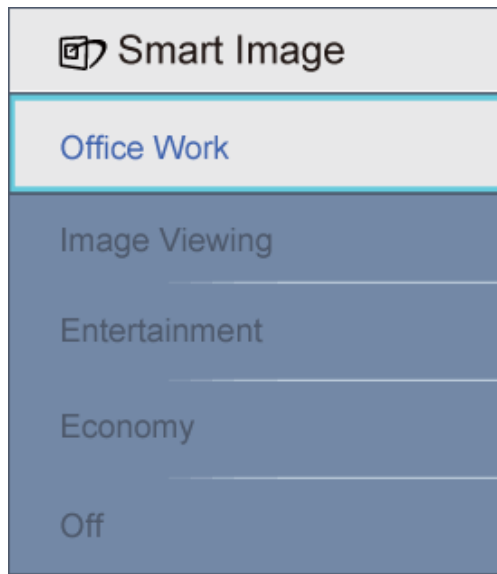 Smart Image
Office Work
Image Viewing
Entertainment
Economy
Off